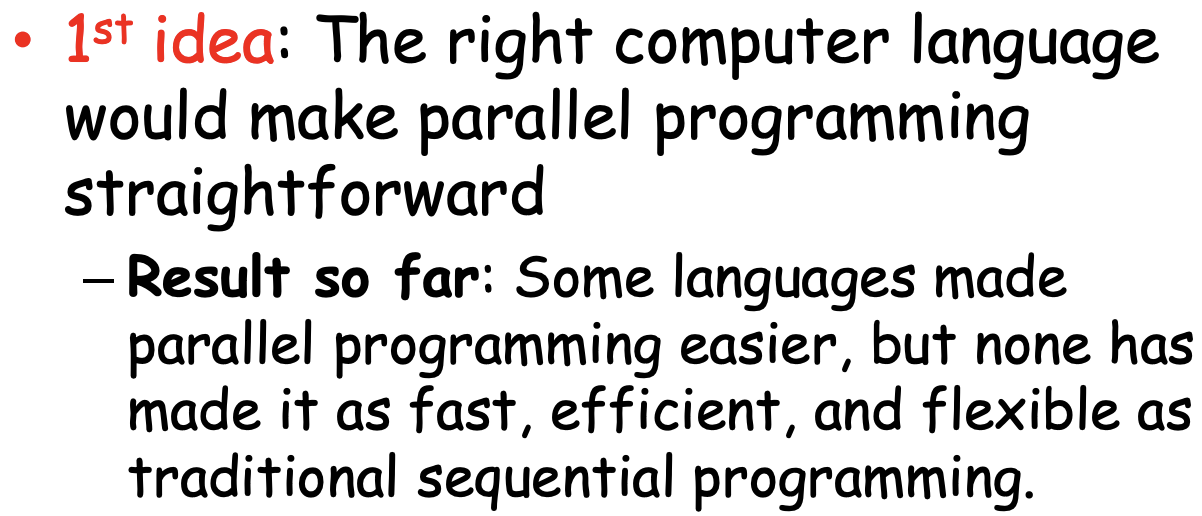 • 1st idea: The right computer language
would make parallel programming
straightforward
– Result so far: Some languages made
parallel programming easier, but none has
made it as fast, efficient, and flexible as
traditional sequential programming.